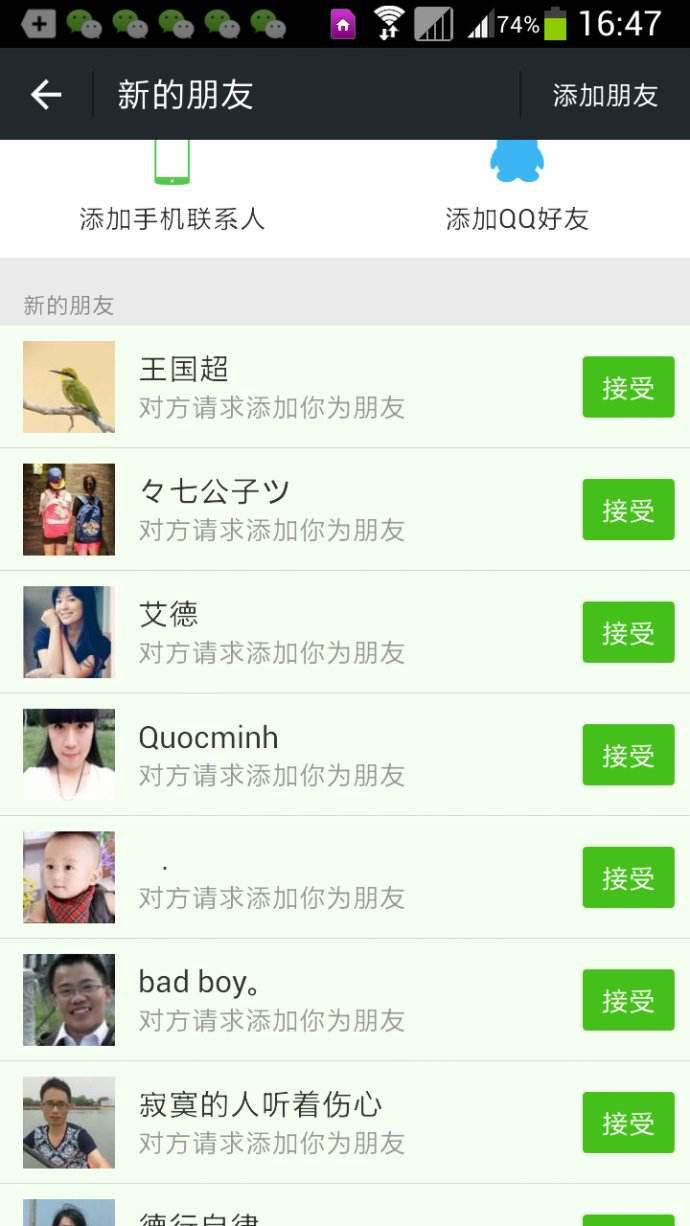 74% 16:47
新的朋友
添加朋友
添加手机联系人
添加QQ好友
新的朋友
王国超
对方请求添加你为朋友
接受
々七公子ツ
对方请求添加你为朋友
接受
艾德
对方请求添加你为朋友
接受
Quocminh
对方请求添加你为朋友
接受
.
对方请求添加你为朋友
接受
bad boy。
对方请求添加你为朋友
接受
寂寞的人听着伤心
对方请求添加你为朋友
接受
德行自律